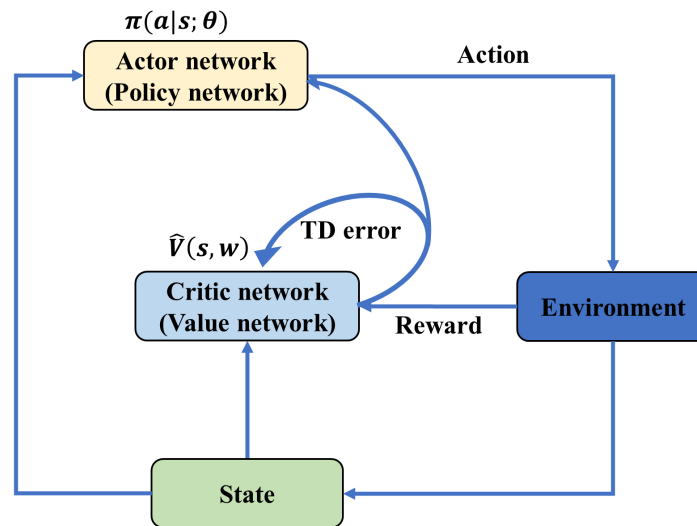 π(a|s; θ)
Actor network
(Policy network)
Action
TD error
V̂(s, w)
Critic network
(Value network)
Reward
Environment
State